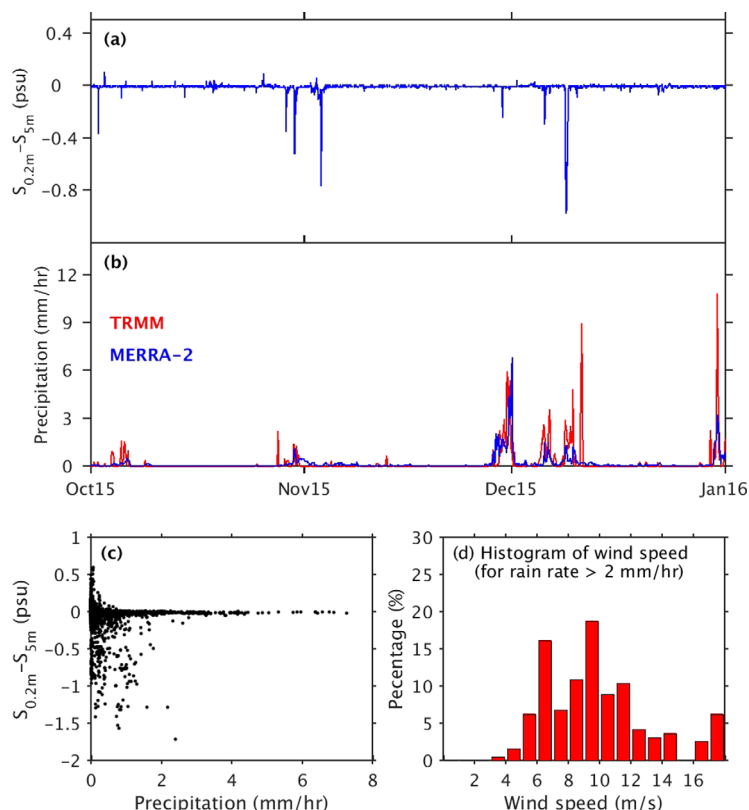 (a)
0.4
0
-0.4
-0.8
S0.2m-S5m (psu)
(b)
12
9
6
3
0
Precipitation (mm/hr)
TRMM
MERRA-2
Oct15 Nov15 Dec15 Jan16
(c)
1
0.5
0
-0.5
-1
-1.5
-2
S0.2m-S5m (psu)
0 2 4 6 8
Precipitation (mm/hr)
(d) Histogram of wind speed
(for rain rate > 2 mm/hr)
30
25
20
15
10
5
0
Pecentage (%)
2 4 6 8 10 12 14 16
Wind speed (m/s)